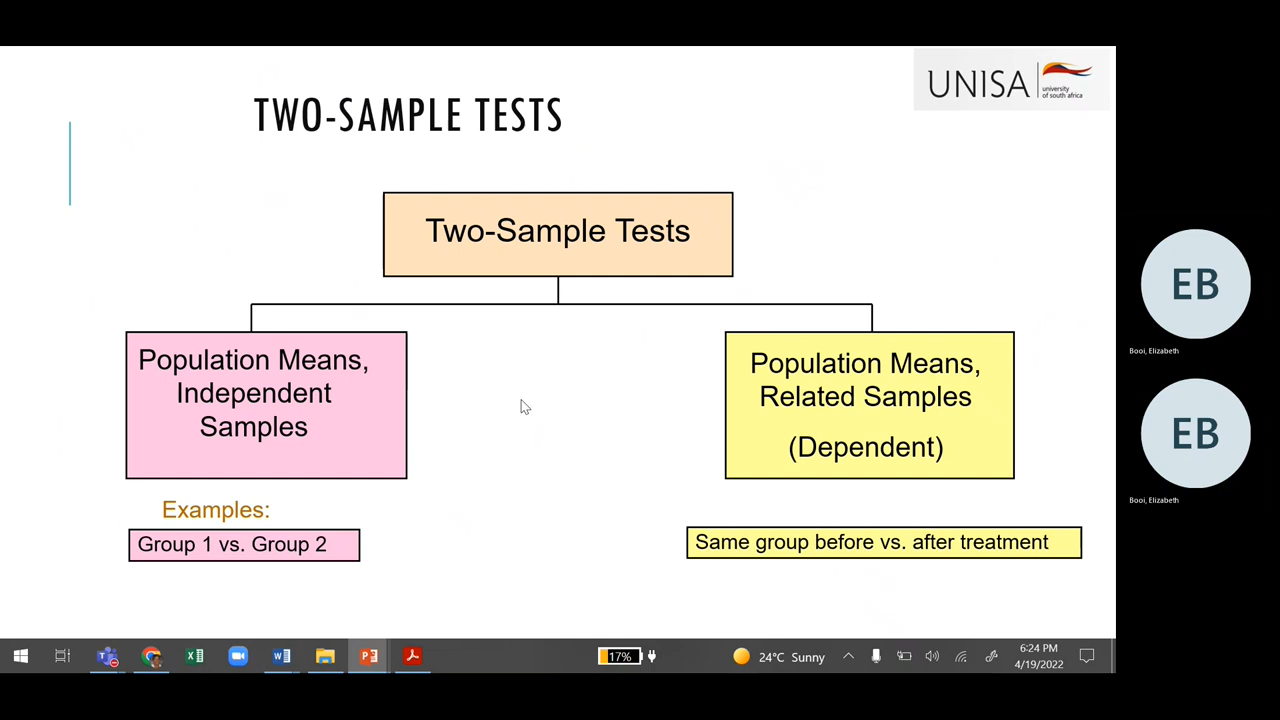 UNISA
university
of south africa
TWO-SAMPLE TESTS
Two-Sample Tests
Population Means,
Independent
Samples
Population Means,
Related Samples
(Dependent)
Examples:
Group 1 vs. Group 2
Same group before vs. after treatment
EB
Booi, Elizabeth
EB
Booi, Elizabeth
17%
24°C Sunny
6:24 PM
4/19/2022